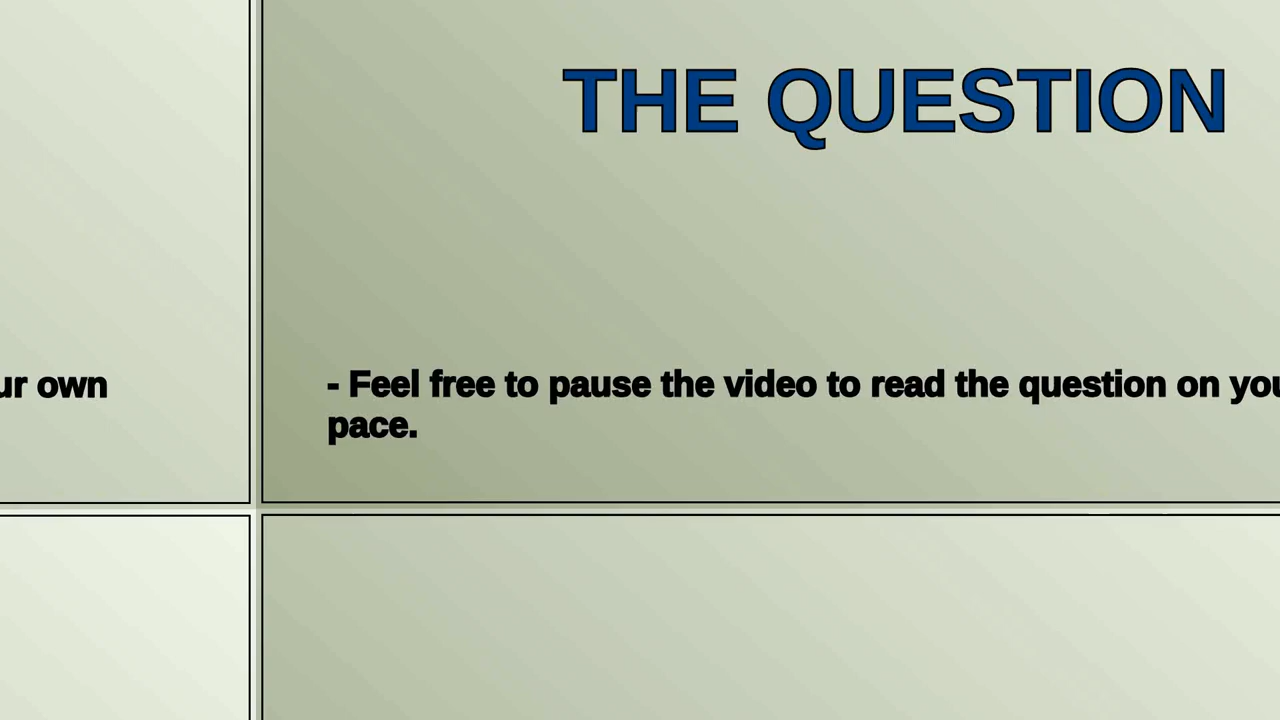 THE QUESTION
ur own
- Feel free to pause the video to read the question on you
pace.